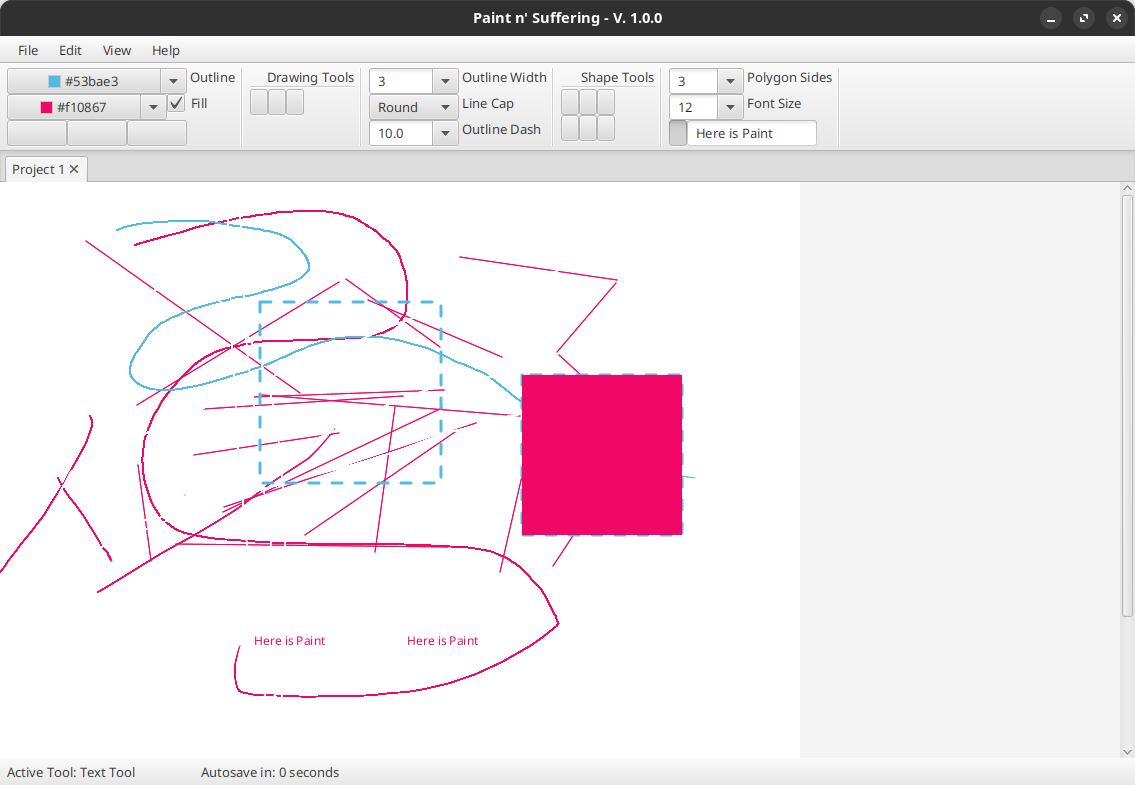 Paint n' Suffering - V. 1.0.0
File Edit View Help
#53bae3 Outline
#f10867 Fill
Drawing Tools
3 Outline Width
Round Line Cap
10.0 Outline Dash
Shape Tools
3 Polygon Sides
12 Font Size
Here is Paint
Project 1
Here is Paint Here is Paint
Active Tool: Text Tool Autosave in: 0 seconds